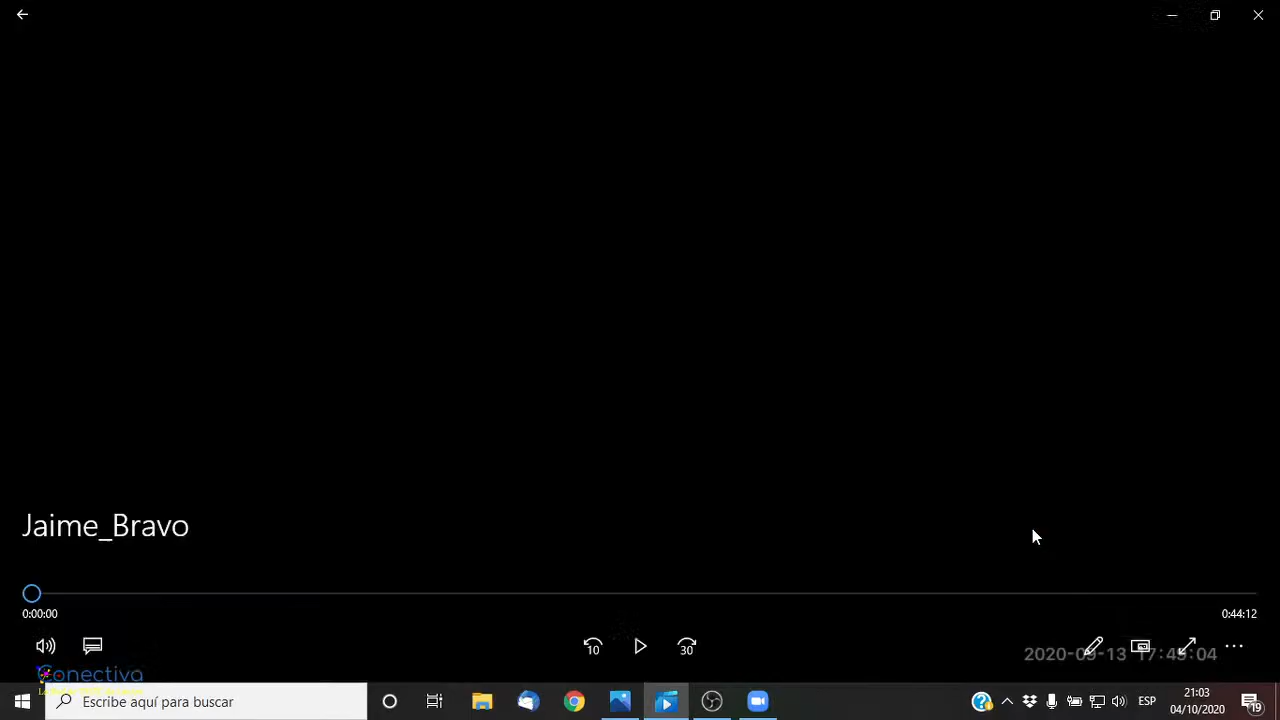 Jaime_Bravo
0:00:00
0:44:12
10
30
2020-09-13 17:49:04
Conectiva
Escribe aquí para buscar
ESP
21:03
04/10/2020
19